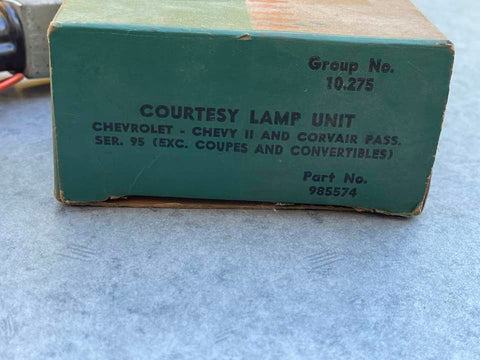 Group No.
10.275
COURTESY LAMP UNIT
CHEVROLET - CHEVY II AND CORVAIR PASS.
SER. 95 (EXC. COUPES AND CONVERTIBLES)
Part No.
985574